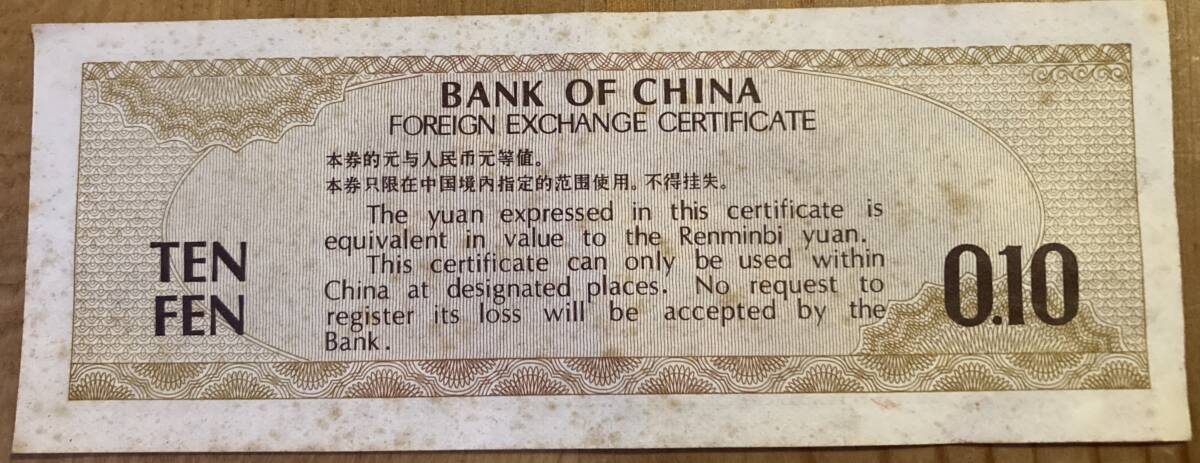 BANK OF CHINA
FOREIGN EXCHANGE CERTIFICATE
本券的元与人民币元等值。
本券只限在中国境内指定的范围使用。不得挂失。
The yuan expressed in this certificate is
equivalent in value to the Renminbi yuan.
This certificate can only be used within
China at designated places. No request to
register its loss will be accepted by the
Bank.
TEN
FEN
0.10